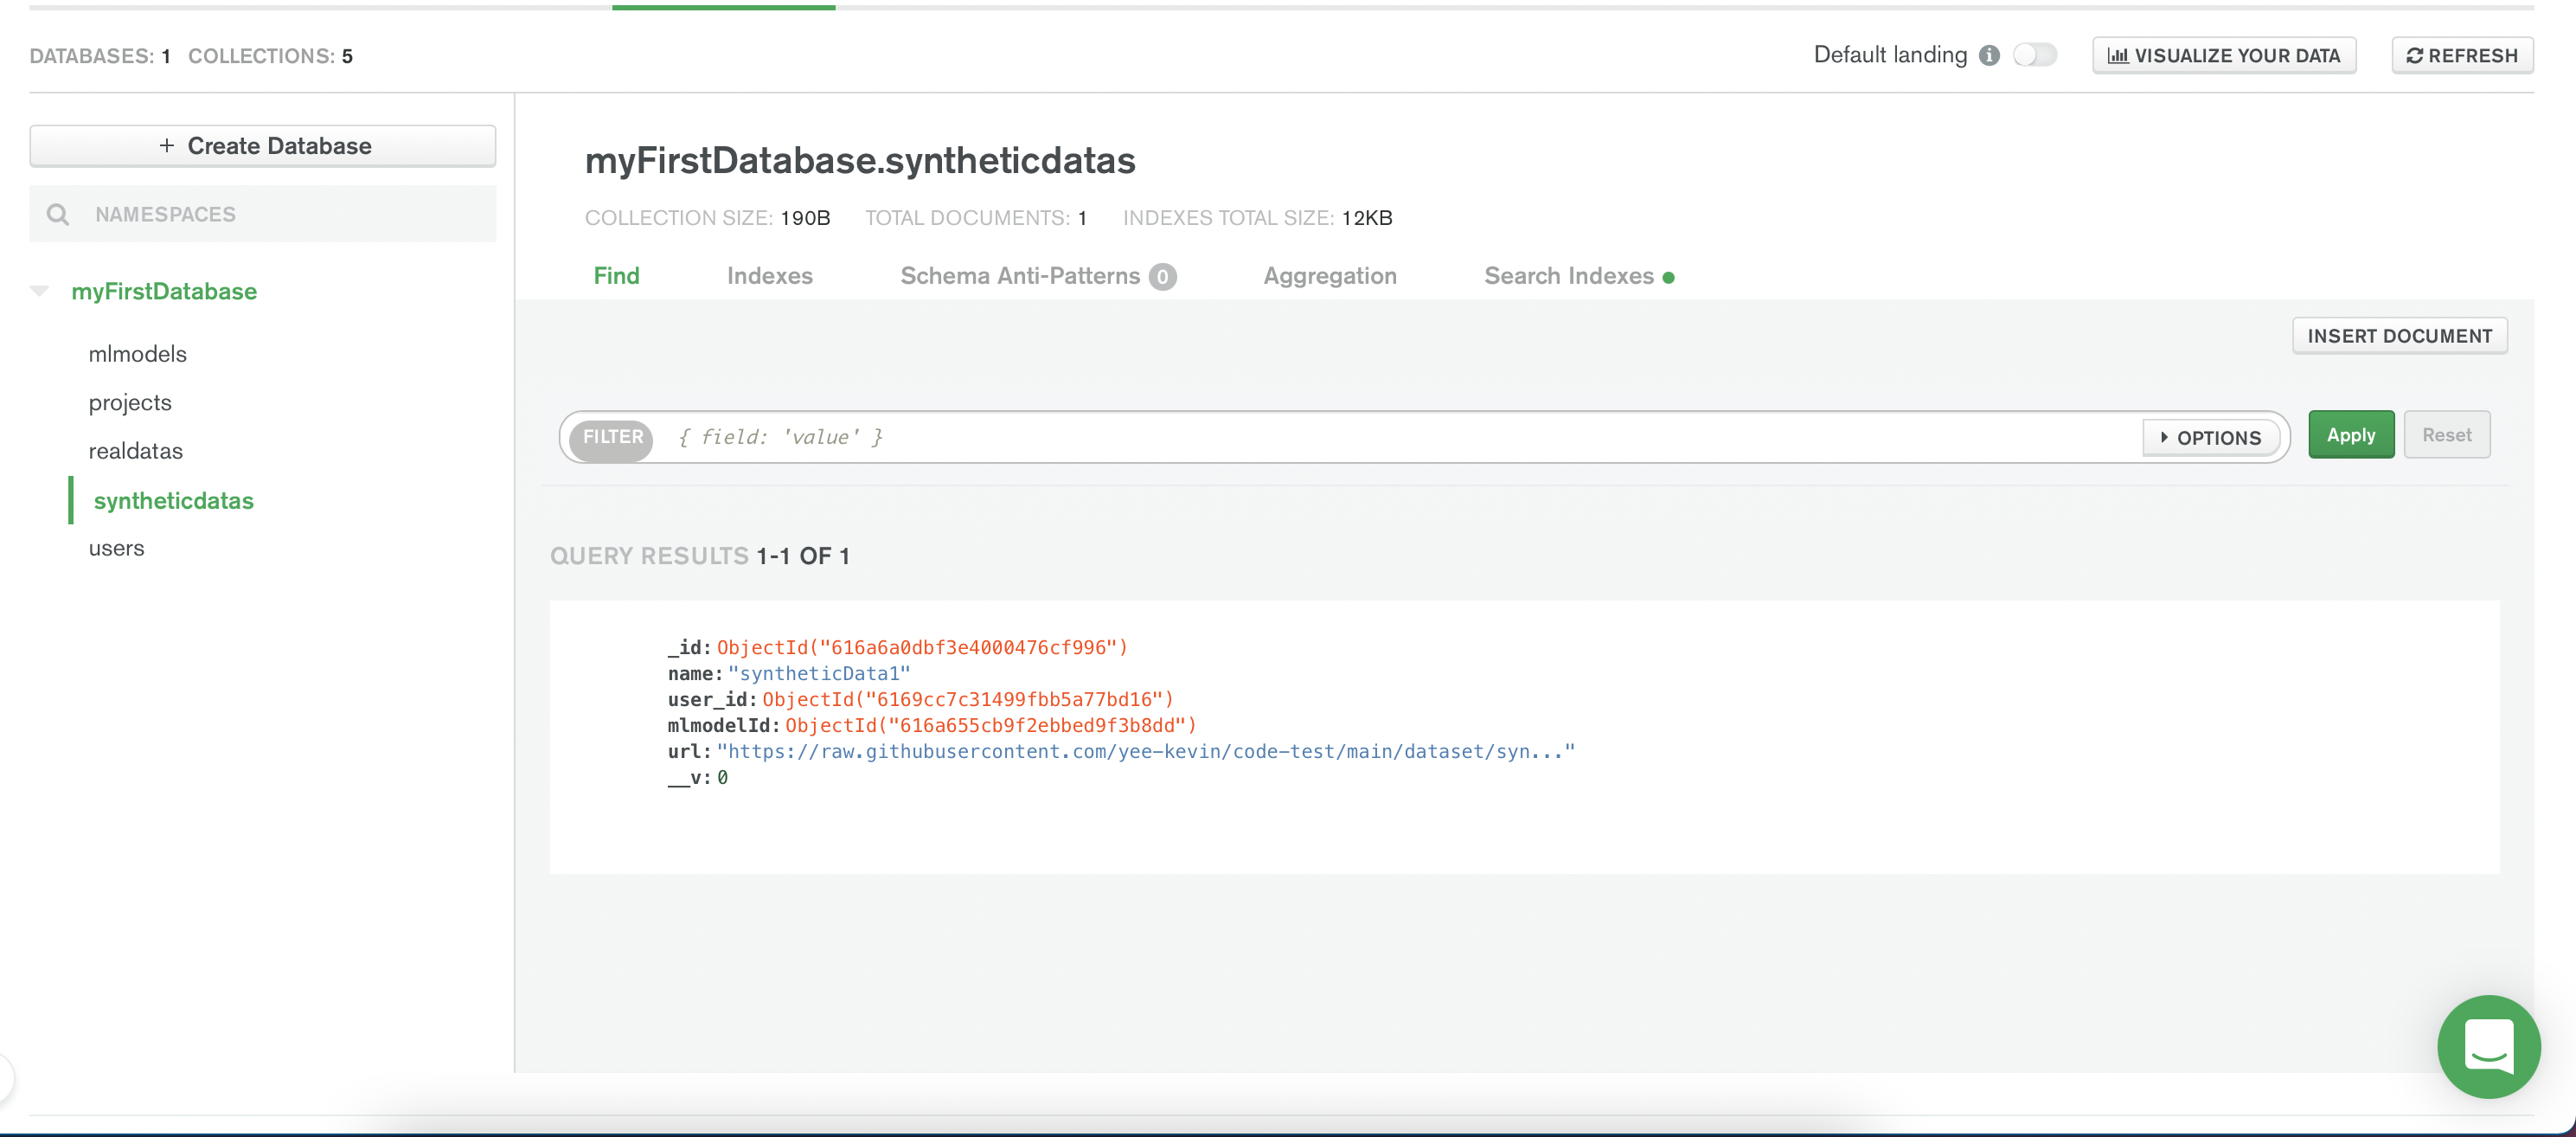 DATABASES: 1 COLLECTIONS: 5
Default landing
VISUALIZE YOUR DATA
REFRESH
+ Create Database
NAMESPACES
myFirstDatabase
mlmodels
projects
realdatas
syntheticdatas
users
myFirstDatabase.syntheticdatas
COLLECTION SIZE: 190B TOTAL DOCUMENTS: 1 INDEXES TOTAL SIZE: 12KB
Find Indexes Schema Anti-Patterns 0 Aggregation Search Indexes
INSERT DOCUMENT
FILTER { field: 'value' } OPTIONS Apply Reset
QUERY RESULTS 1-1 OF 1
_id: ObjectId("616a6a0dbf3e4000476cf996")
name: "syntheticData1"
user_id: ObjectId("6169cc7c31499fbb5a77bd16")
mlmodelId: ObjectId("616a655cb9f2ebbed9f3b8dd")
url: "https://raw.githubusercontent.com/yee-kevin/code-test/main/dataset/syn..."
__v: 0